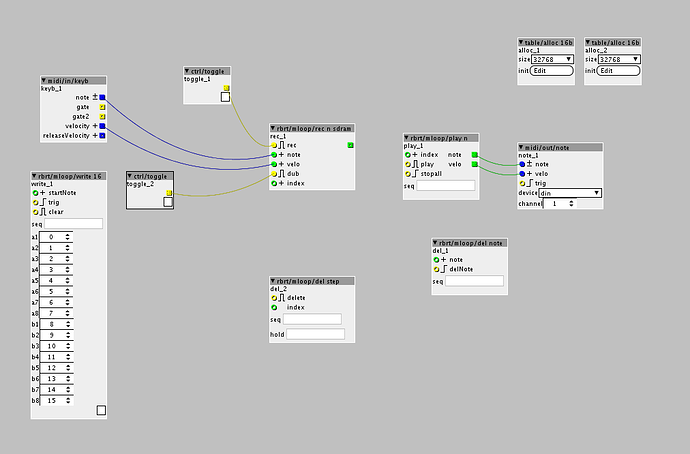 table/alloc 16b
alloc_1
size 32768
init Edit
table/alloc 16b
alloc_2
size 32768
init Edit
ctrl/toggle
toggle_1
midi/in/keyb
keyb_1
note
gate
gate2
velocity
releaseVelocity
rbrt/mloop/rec n sdram
rec_1
rec
note
velo
dub
index
rbrt/mloop/play n
play_1
index note
play velo
stopall
seq
midi/out/note
note_1
note
velo
trig
device din
channel 1
rbrt/mloop/write 16
write_1
startNote
trig
clear
seq
a1 0
a2 1
a3 2
a4 3
a5 4
a6 5
a7 6
a8 7
b1 8
b2 9
b3 10
b4 11
b5 12
b6 13
b7 14
b8 15
ctrl/toggle
toggle_2
rbrt/mloop/del note
del_1
note
delNote
seq
rbrt/mloop/del step
del_2
delete
index
seq
hold